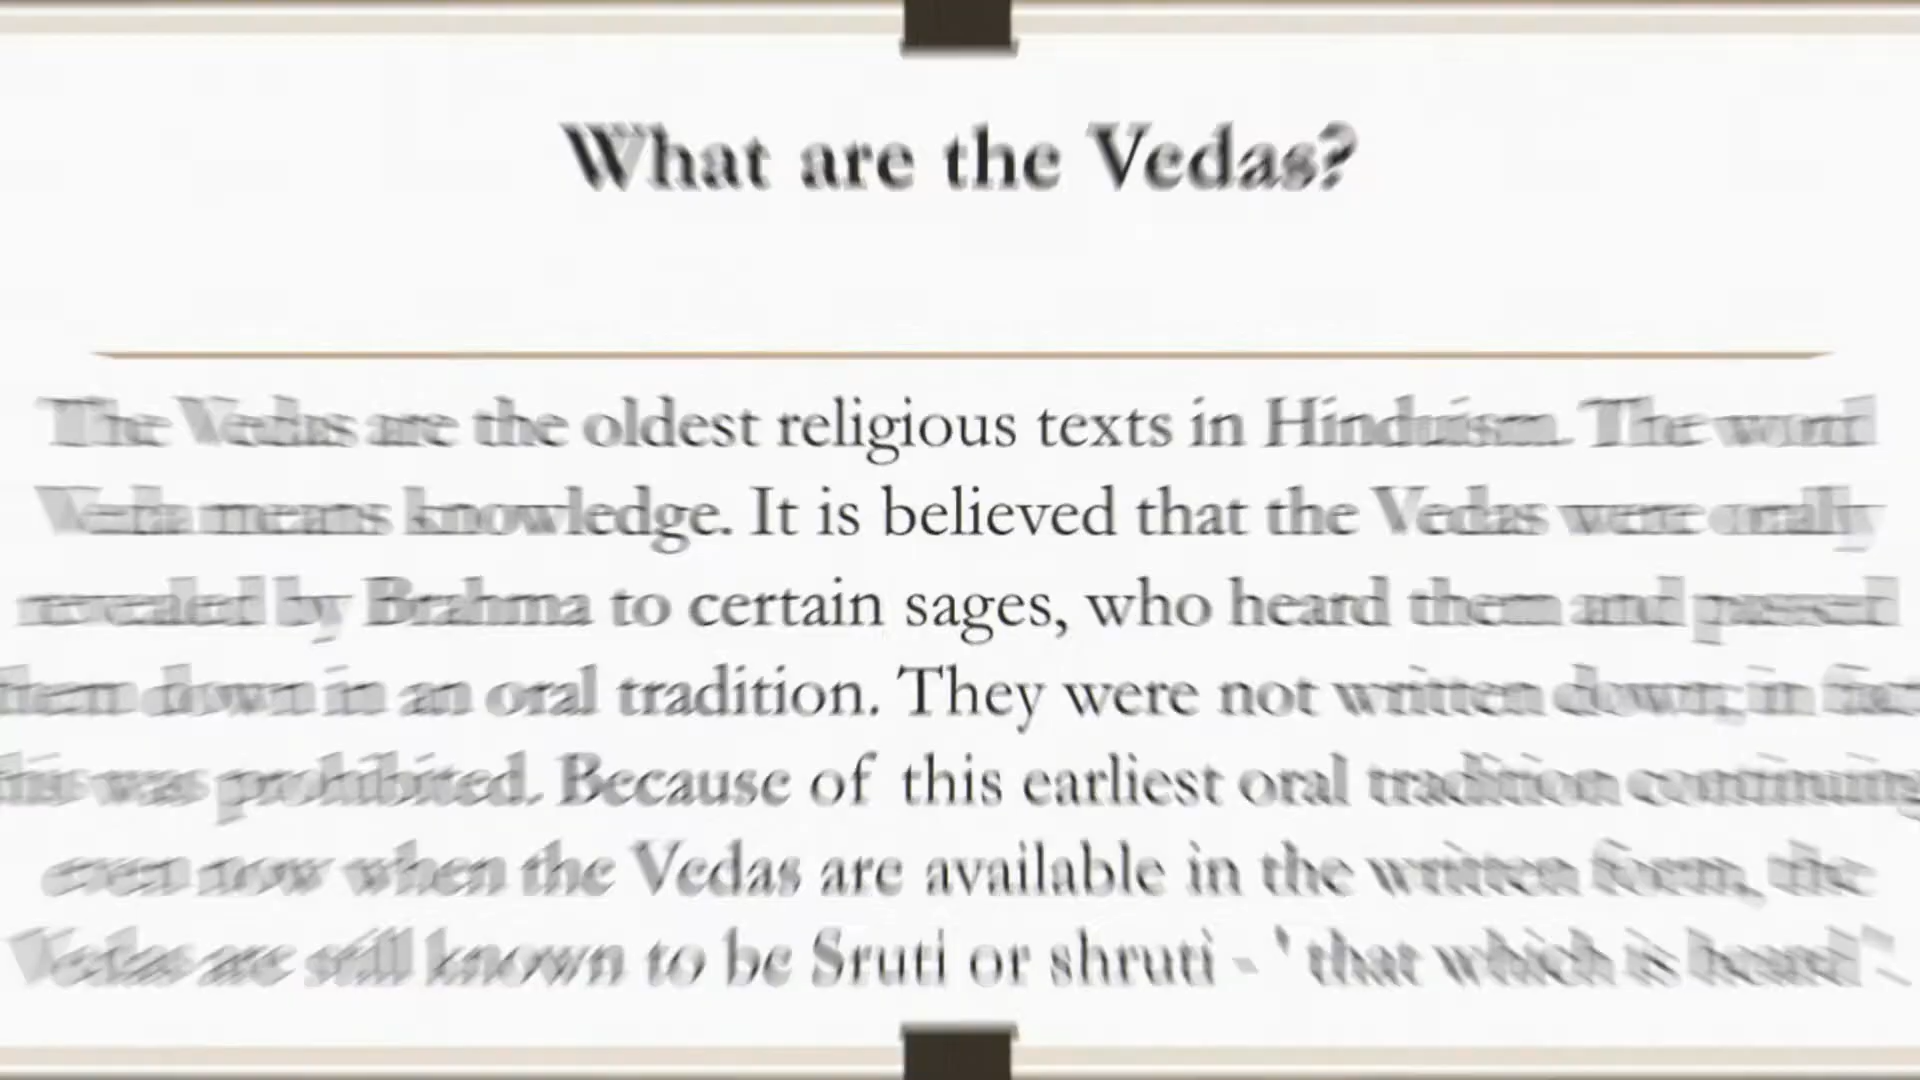 What are the Vedas?
The Vedas are the oldest religious texts in Hinduism. The word
Veda means knowledge. It is believed that the Vedas were orally
revealed by Brahma to certain sages, who heard them and passed
them down in an oral tradition. They were not written down; in fact
this was prohibited. Because of this earliest oral tradition continuing
even now when the Vedas are available in the written form, the
Vedas are still known to be Sruti or shruti - ' that which is heard'.